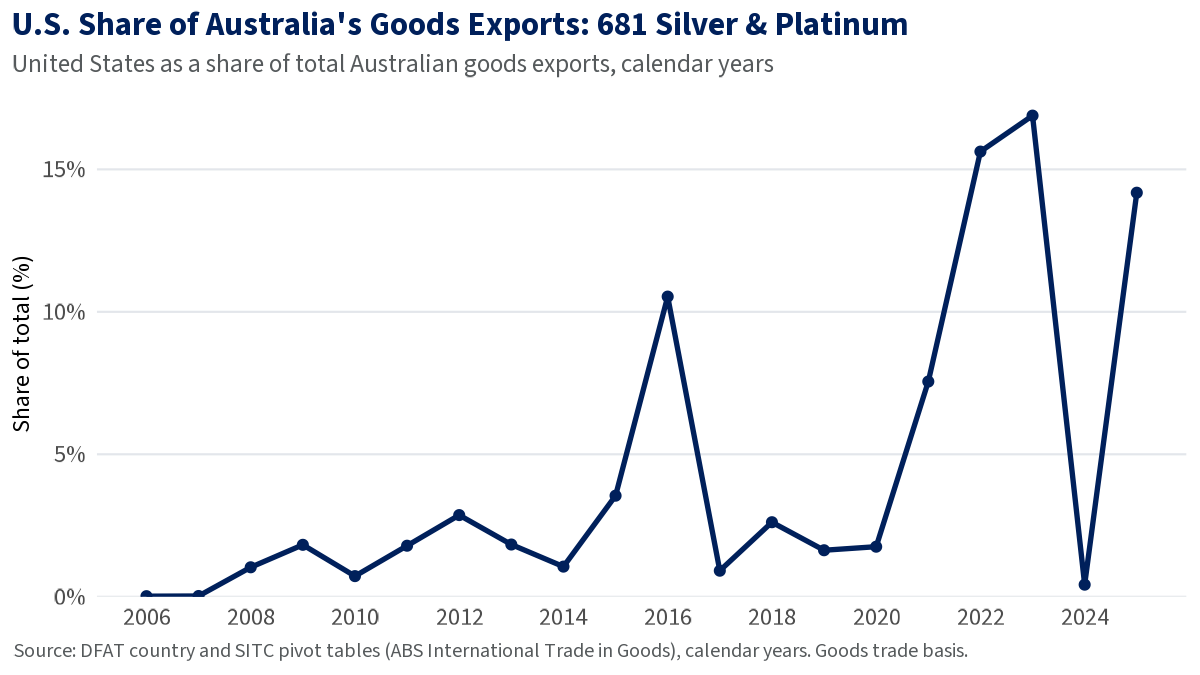 U.S. Share of Australia's Goods Exports: 681 Silver & Platinum
United States as a share of total Australian goods exports, calendar years
Share of total (%)
15%
10%
5%
0%
2006 2008 2010 2012 2014 2016 2018 2020 2022 2024
Source: DFAT country and SITC pivot tables (ABS International Trade in Goods), calendar years. Goods trade basis.